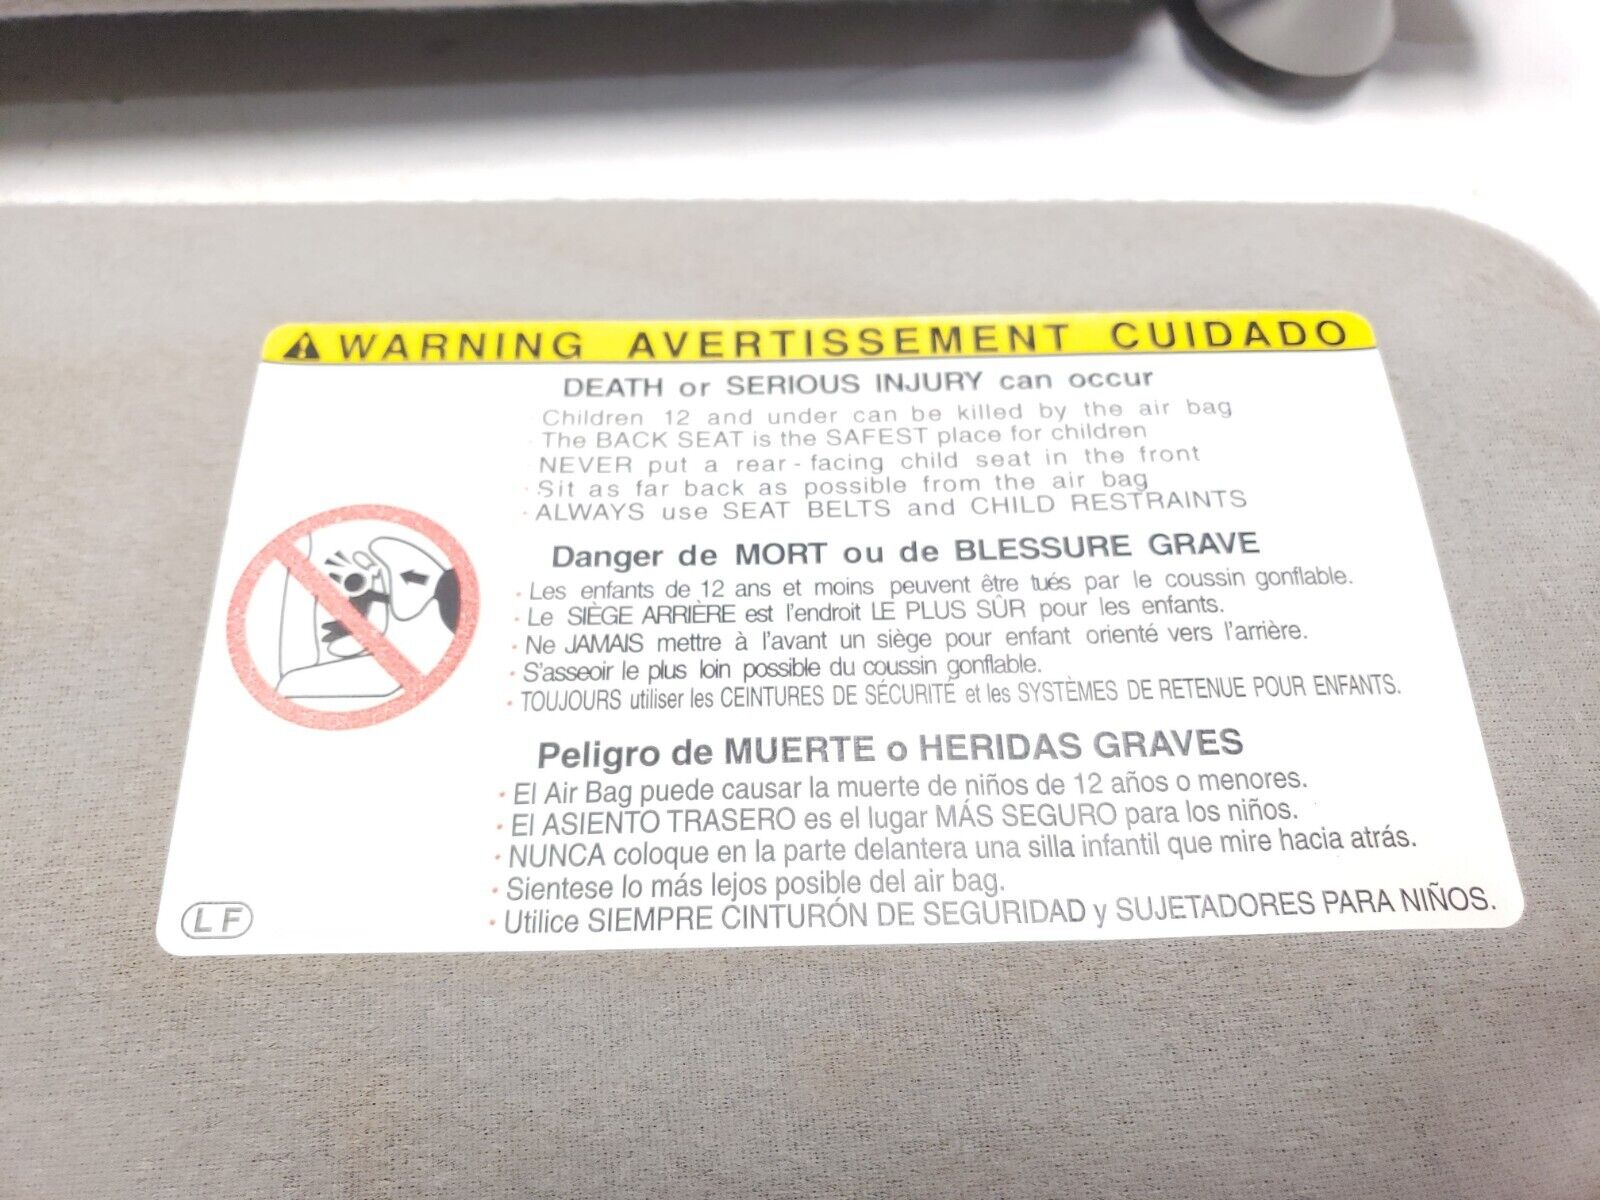 WARNING AVERTISSEMENT CUIDADO
DEATH or SERIOUS INJURY can occur
· Children 12 and under can be killed by the air bag
· The BACK SEAT is the SAFEST place for children
· NEVER put a rear - facing child seat in the front
· Sit as far back as possible from the air bag
· ALWAYS use SEAT BELTS and CHILD RESTRAINTS
Danger de MORT ou de BLESSURE GRAVE
· Les enfants de 12 ans et moins peuvent être tués par le coussin gonflable.
· Le SIÈGE ARRIÈRE est l'endroit LE PLUS SÛR pour les enfants.
· Ne JAMAIS mettre à l'avant un siège pour enfant orienté vers l'arrière.
· S'asseoir le plus loin possible du coussin gonflable.
· TOUJOURS utiliser les CEINTURES DE SÉCURITÉ et les SYSTÈMES DE RETENUE POUR ENFANTS.
Peligro de MUERTE o HERIDAS GRAVES
· El Air Bag puede causar la muerte de niños de 12 años o menores.
· El ASIENTO TRASERO es el lugar MÁS SEGURO para los niños.
· NUNCA coloque en la parte delantera una silla infantil que mire hacia atrás.
· Sientese lo más lejos posible del air bag.
· Utilice SIEMPRE CINTURÓN DE SEGURIDAD y SUJETADORES PARA NIÑOS.
LF